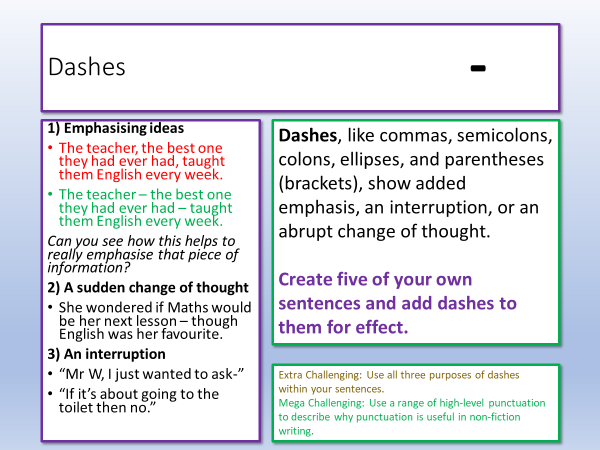 Dashes
-
1) Emphasising ideas
• The teacher, the best one
they had ever had, taught
them English every week.
• The teacher – the best one
they had ever had – taught
them English every week.
Can you see how this helps to
really emphasise that piece of
information?
2) A sudden change of thought
• She wondered if Maths would
be her next lesson – though
English was her favourite.
3) An interruption
• “Mr W, I just wanted to ask-”
• “If it’s about going to the
toilet then no.”
Dashes, like commas, semicolons,
colons, ellipses, and parentheses
(brackets), show added
emphasis, an interruption, or an
abrupt change of thought.
Create five of your own
sentences and add dashes to
them for effect.
Extra Challenging: Use all three purposes of dashes
within your sentences.
Mega Challenging: Use a range of high-level punctuation
to describe why punctuation is useful in non-fiction
writing.